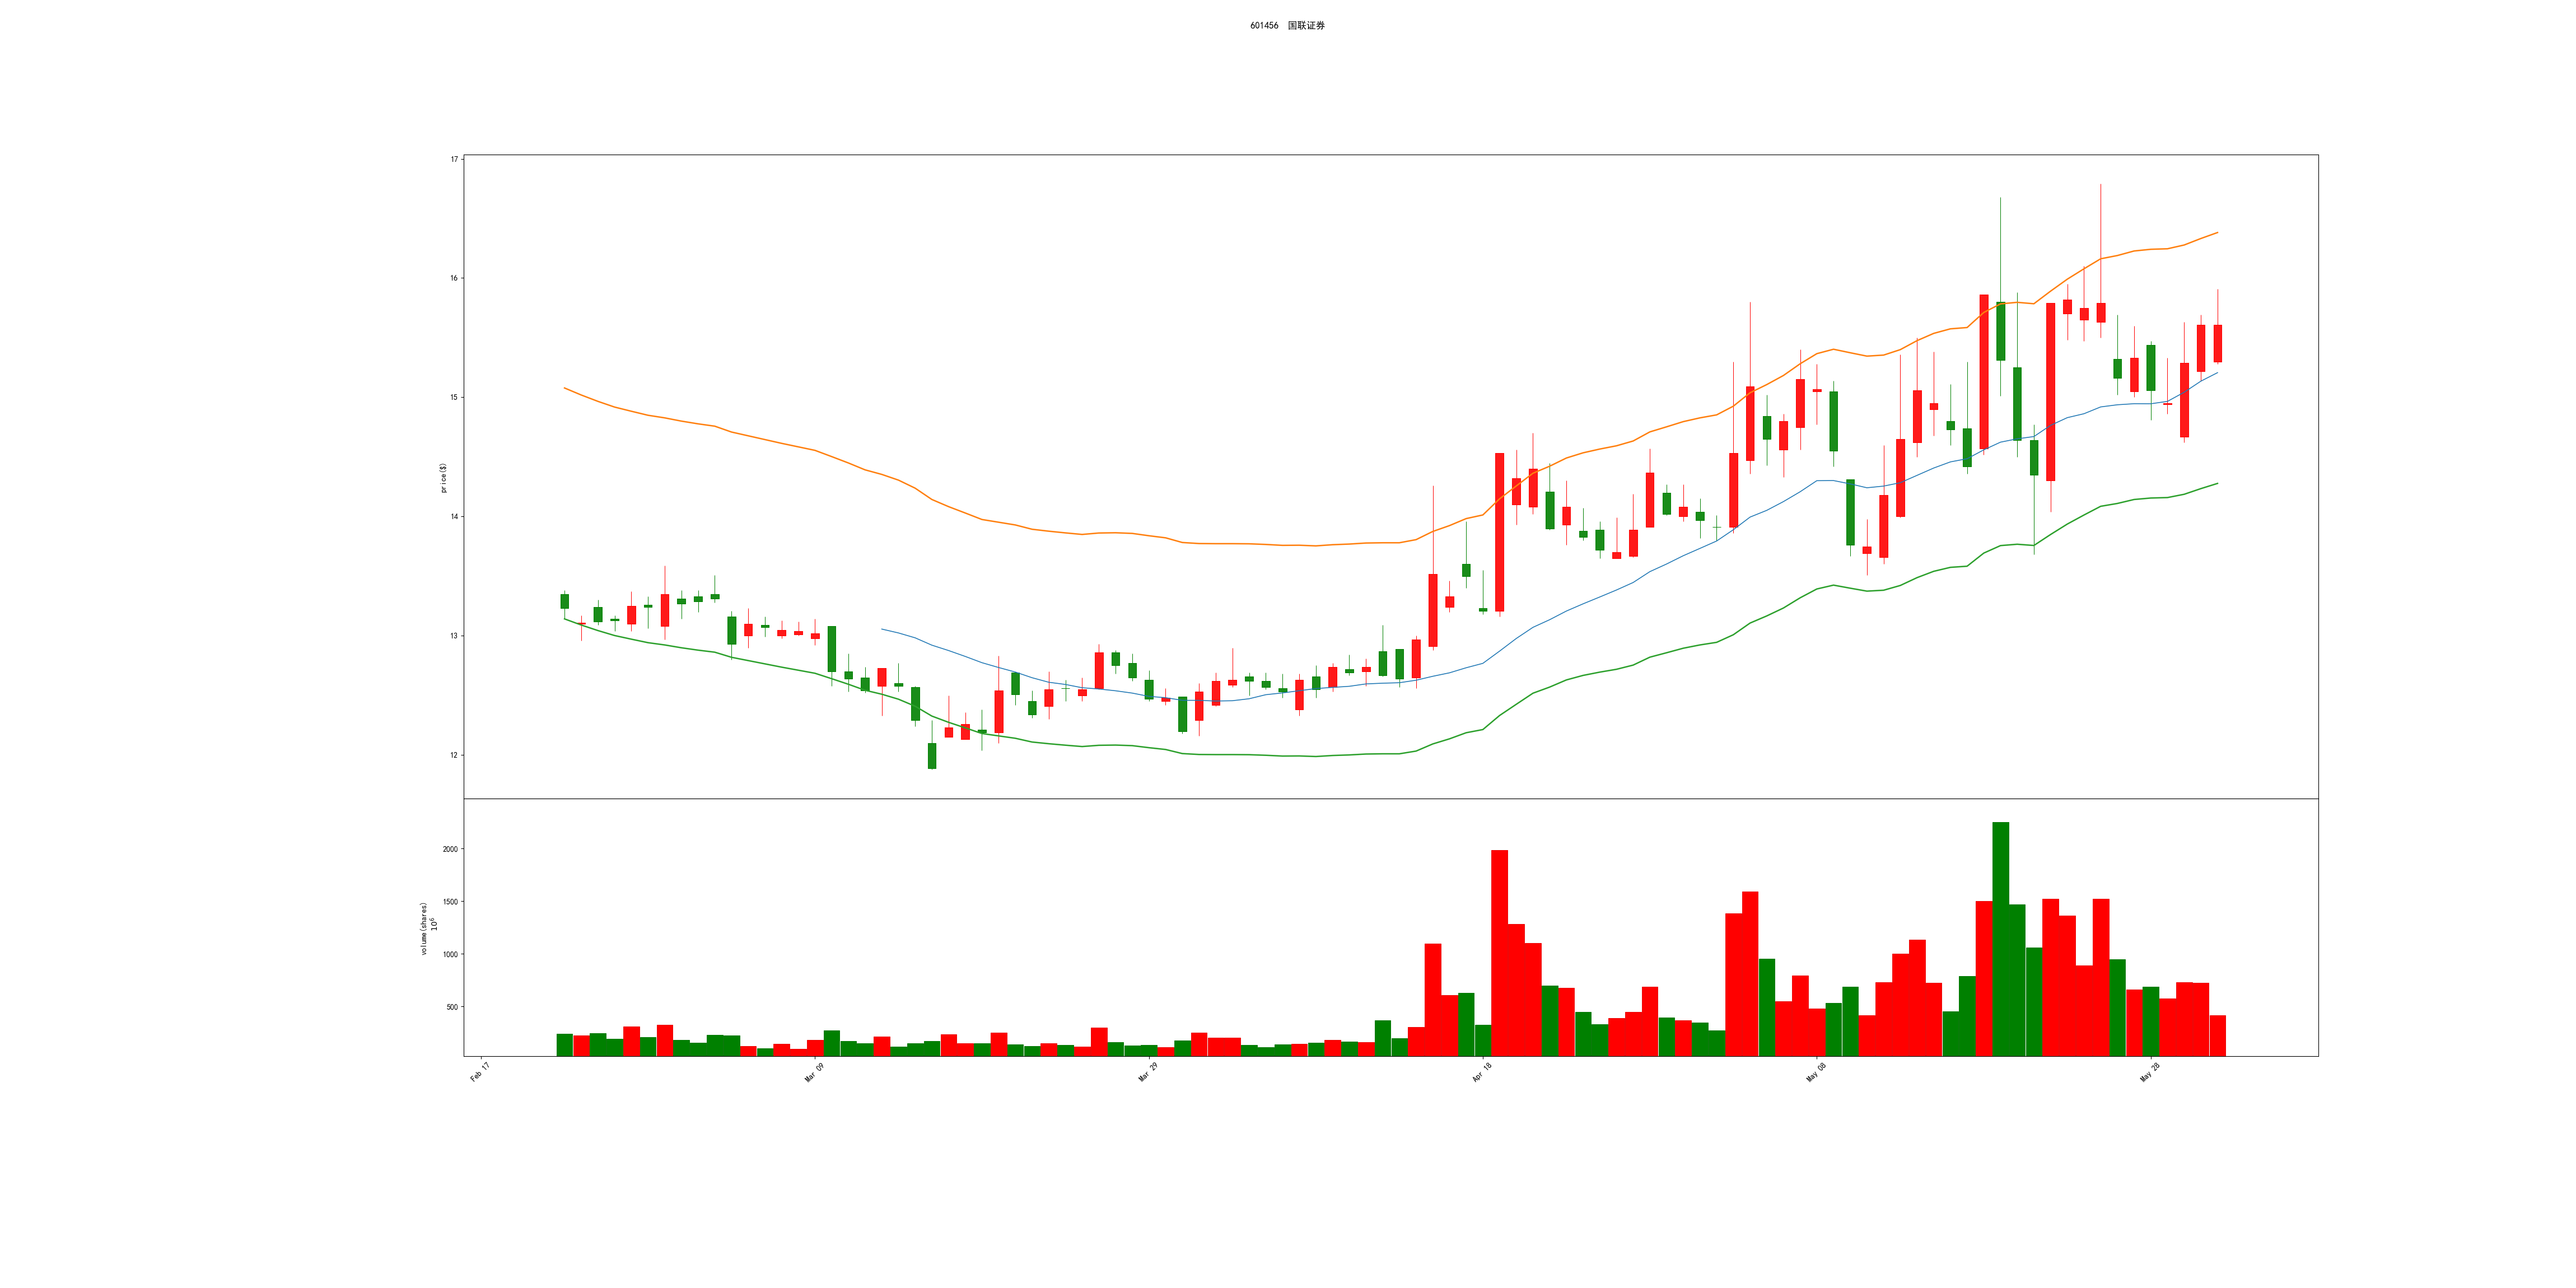 601456 国联证券
17
16
15
14
13
12
price($)
2000
1500
1000
500
volume(shares)
10⁶
Feb 17
Mar 09
Mar 29
Apr 18
May 08
May 28